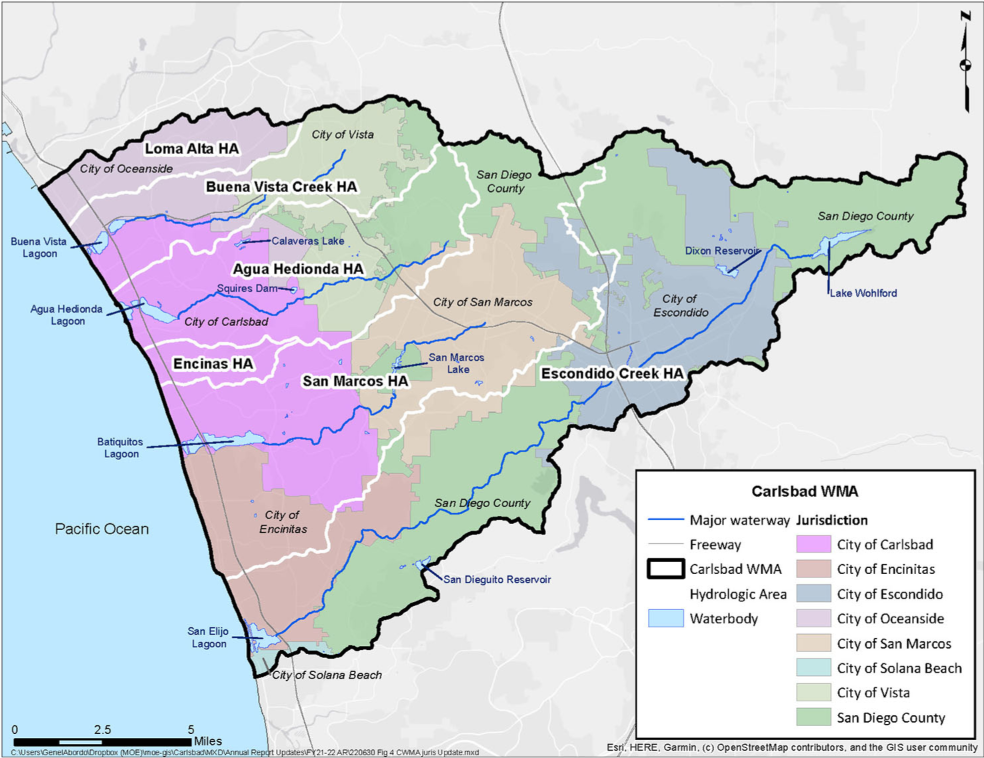 N
City of Vista
Loma Alta HA
City of Oceanside
San Diego
County
Buena Vista Creek HA
San Diego County
Buena Vista
Lagoon
Calaveras Lake
Dixon Reservoir
Agua Hedionda HA
Squires Dam
Lake Wohlford
City of San Marcos
City of
Escondido
Agua Hedionda
Lagoon
City of Carlsbad
Encinas HA
San Marcos
Lake
San Marcos HA
Escondido Creek HA
Batiquitos
Lagoon
San Diego County
City of
Encinitas
Pacific Ocean
San Dieguito Reservoir
San Elijo
Lagoon
City of Solana Beach
Carlsbad WMA
Major waterway
Freeway
Carlsbad WMA
Hydrologic Area
Waterbody
Jurisdiction
City of Carlsbad
City of Encinitas
City of Escondido
City of Oceanside
City of San Marcos
City of Solana Beach
City of Vista
San Diego County
0 2.5 5
Miles
C:\Users\GenelAbordo\Dropbox (MOE)\moe-gis\Carlsbad\MXD\Annual Report Updates\FY21-22 AR\220630 Fig 4 CWMA juris Update.mxd
Esri, HERE, Garmin, (c) OpenStreetMap contributors, and the GIS user community